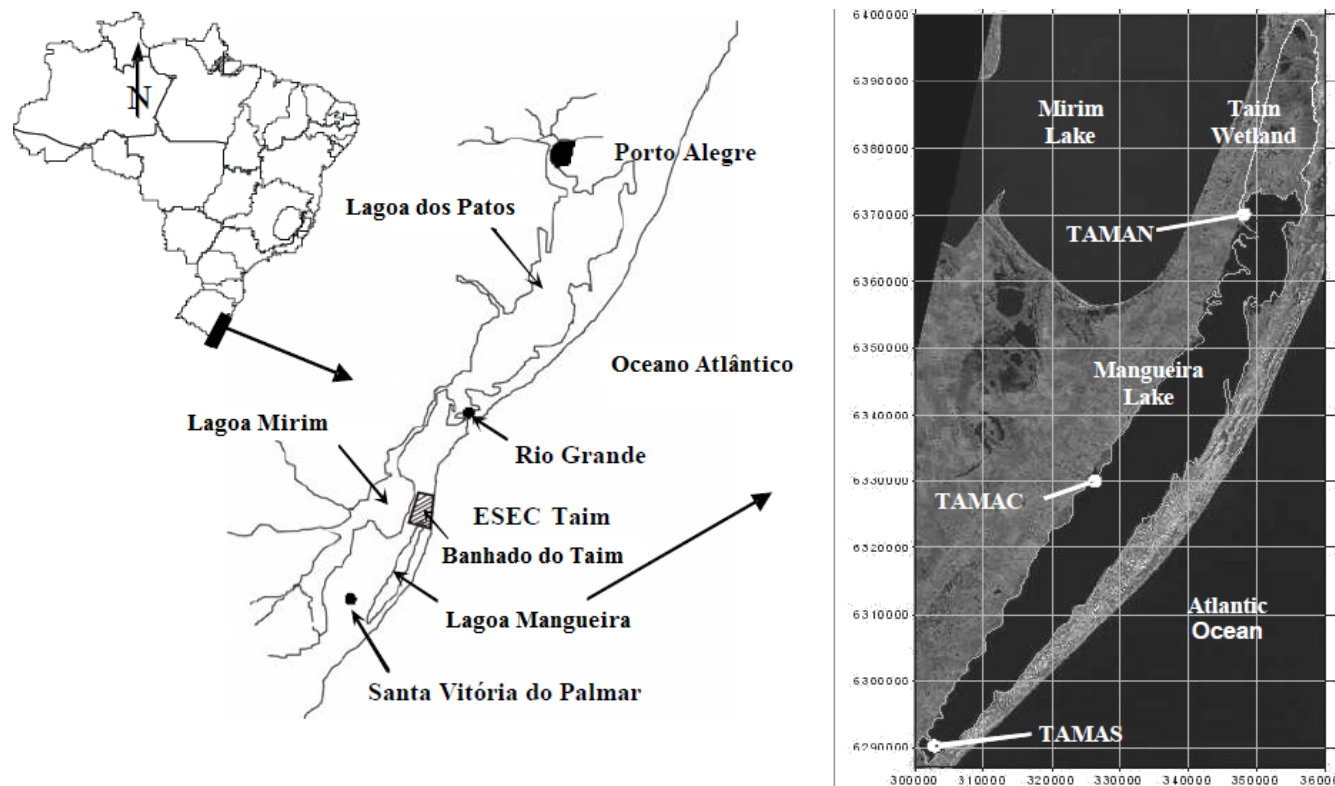 N
Porto Alegre
Lagoa dos Patos
Oceano Atlântico
Lagoa Mirim
Rio Grande
ESEC Taim
Banhado do Taim
Lagoa Mangueira
Santa Vitória do Palmar
6400000
6390000
6380000
6370000
6360000
6350000
6340000
6330000
6320000
6310000
6300000
6290000
Mirim
Lake
Taim
Wetland
TAMAN
Mangueira
Lake
TAMAC
Atlantic
Ocean
TAMAS
300000 310000 320000 330000 340000 350000